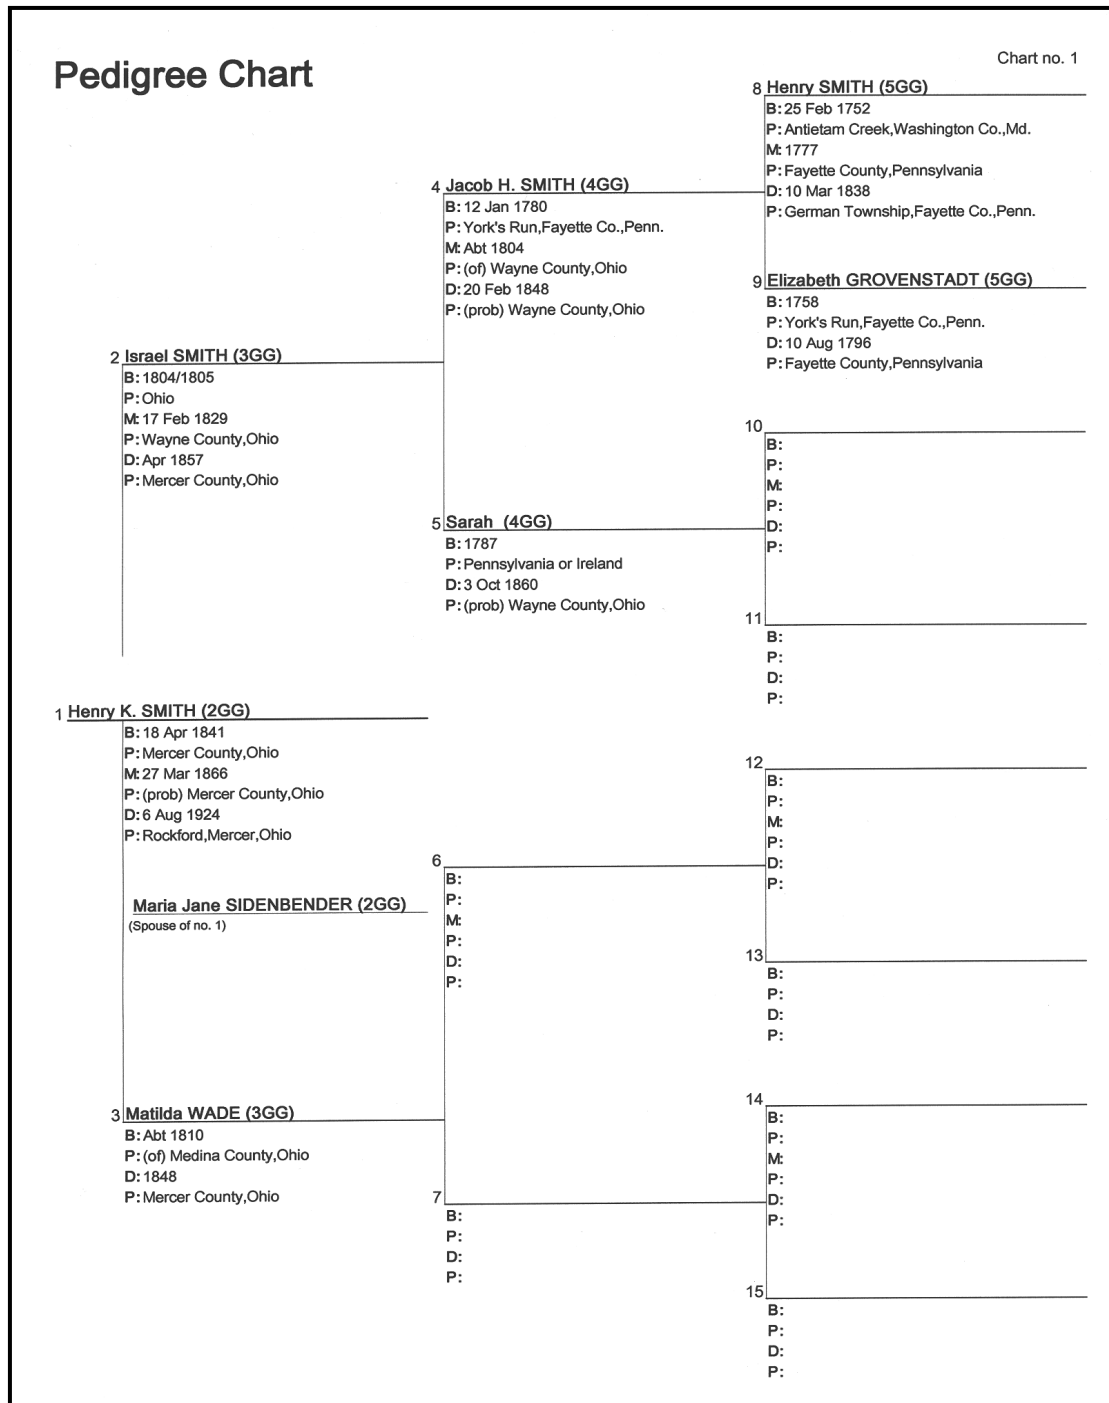 Pedigree Chart
Chart no. 1
8 Henry SMITH (5GG)
B: 25 Feb 1752
P: Antietam Creek,Washington Co.,Md.
M: 1777
P: Fayette County,Pennsylvania
D: 10 Mar 1838
P: German Township,Fayette Co.,Penn.
4 Jacob H. SMITH (4GG)
B: 12 Jan 1780
P: York's Run,Fayette Co.,Penn.
M: Abt 1804
P: (of) Wayne County,Ohio
D: 20 Feb 1848
P: (prob) Wayne County,Ohio
9 Elizabeth GROVENSTADT (5GG)
B: 1758
P: York's Run,Fayette Co.,Penn.
D: 10 Aug 1796
P: Fayette County,Pennsylvania
2 Israel SMITH (3GG)
B: 1804/1805
P: Ohio
M: 17 Feb 1829
P: Wayne County,Ohio
D: Apr 1857
P: Mercer County,Ohio
10
B:
P:
M:
P:
D:
P:
5 Sarah (4GG)
B: 1787
P: Pennsylvania or Ireland
D: 3 Oct 1860
P: (prob) Wayne County,Ohio
11
B:
P:
D:
P:
1 Henry K. SMITH (2GG)
B: 18 Apr 1841
P: Mercer County,Ohio
M: 27 Mar 1866
P: (prob) Mercer County,Ohio
D: 6 Aug 1924
P: Rockford,Mercer,Ohio
12
B:
P:
M:
P:
D:
P:
6
B:
P:
M:
P:
D:
P:
Maria Jane SIDENBENDER (2GG)
(Spouse of no. 1)
13
B:
P:
D:
P:
3 Matilda WADE (3GG)
B: Abt 1810
P: (of) Medina County,Ohio
D: 1848
P: Mercer County,Ohio
14
B:
P:
M:
P:
D:
P:
7
B:
P:
D:
P:
15
B:
P:
D:
P: